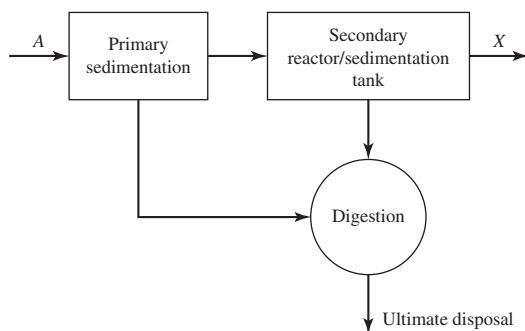 A
Primary
sedimentation
Secondary
reactor/sedimentation
tank
X
Digestion
Ultimate disposal